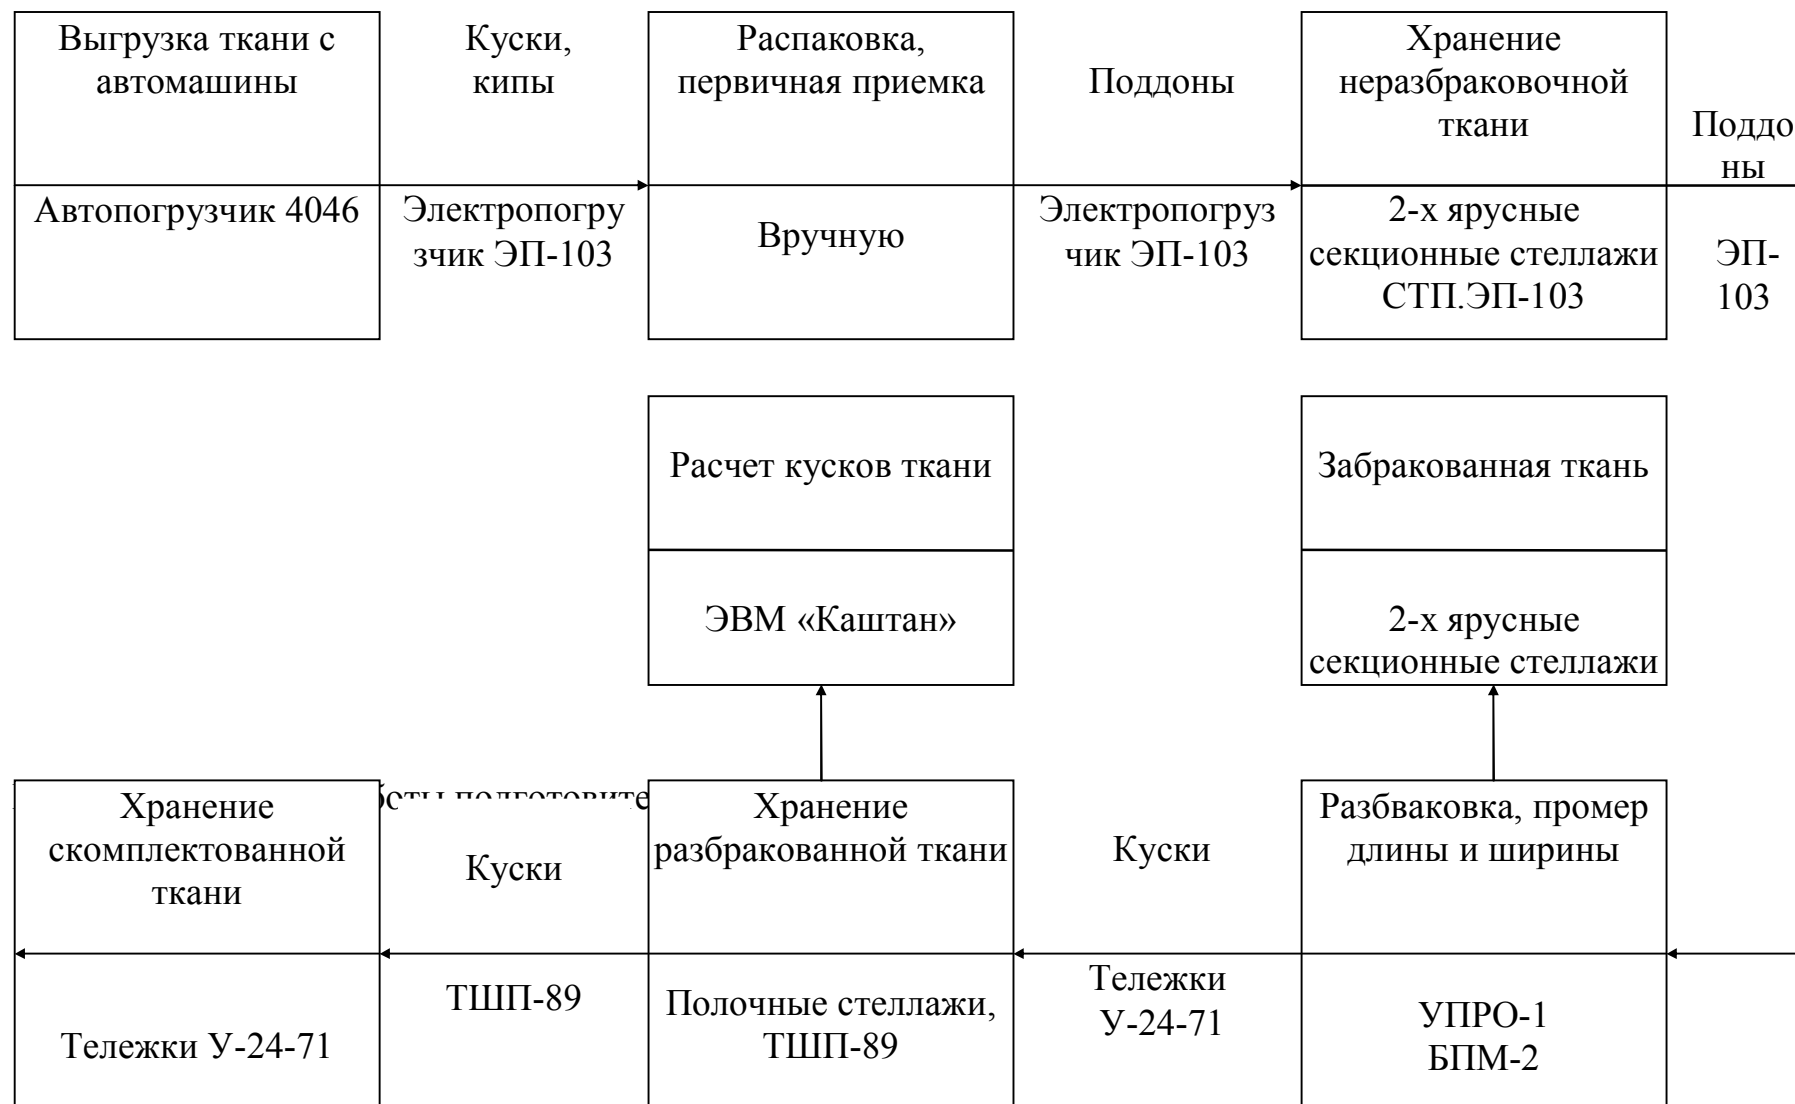 Выгрузка ткани с
автомашины
Автопогрузчик 4046
Куски,
кипы
Электропогру
зчик ЭП-103
Распаковка,
первичная приемка
Вручную
Поддоны
Электропогруз
чик ЭП-103
Хранение
неразбраковочной
ткани
2-х ярусные
секционные стеллажи
СТП.ЭП-103
Поддо
ны
ЭП-
103
Расчет кусков ткани
ЭВМ «Каштан»
Забракованная ткань
2-х ярусные
секционные стеллажи
Хранение
скомплектованной
ткани
Тележки У-24-71
Куски
ТШП-89
Хранение
разбракованной ткани
Полочные стеллажи,
ТШП-89
Куски
Тележки
У-24-71
Разбваковка, промер
длины и ширины
УПРО-1
БПМ-2